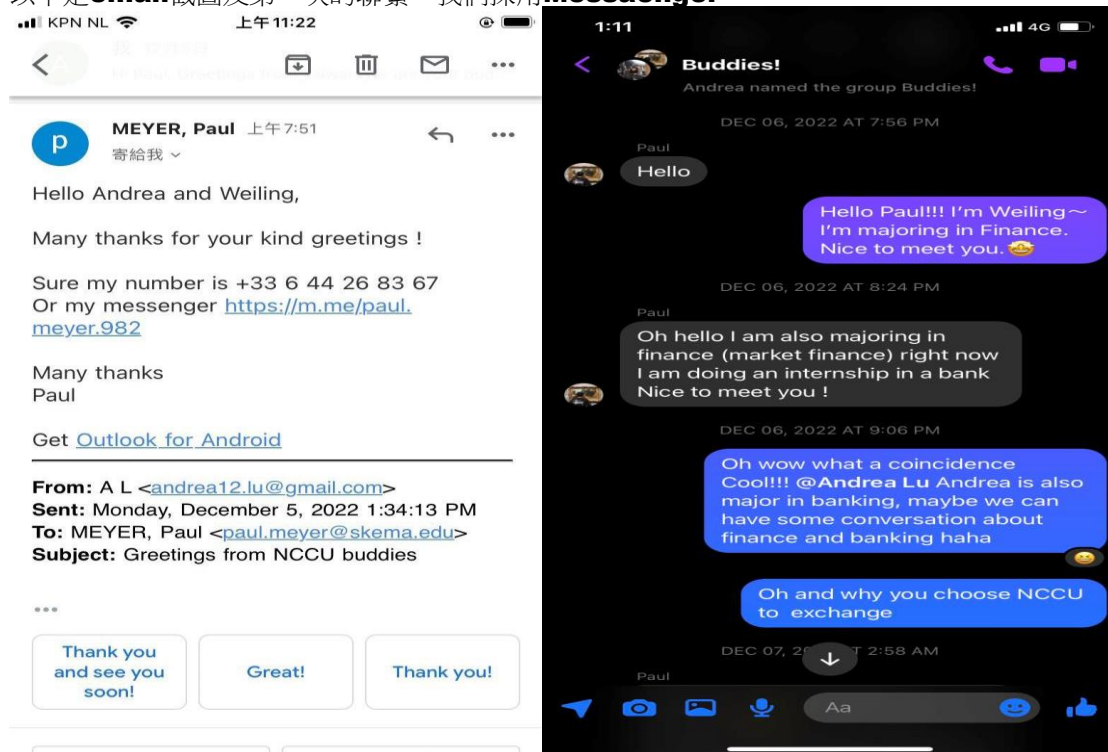 以下是email截圖及第一次的聯繫，我們採用Messenger
KPN NL
上午11:22
MEYER, Paul 上午7:51
寄給我
Hello Andrea and Weiling,
Many thanks for your kind greetings !
Sure my number is +33 6 44 26 83 67
Or my messenger https://m.me/paul.
meyer.982
Many thanks
Paul
Get Outlook for Android
From: A L <andrea12.lu@gmail.com>
Sent: Monday, December 5, 2022 1:34:13 PM
To: MEYER, Paul <paul.meyer@skema.edu>
Subject: Greetings from NCCU buddies
Thank you
and see you
soon!
Great!
Thank you!
1:11
4G
Buddies!
Andrea named the group Buddies!
DEC 06, 2022 AT 7:56 PM
Paul
Hello
Hello Paul!!! I'm Weiling~
I'm majoring in Finance.
Nice to meet you.🤩
DEC 06, 2022 AT 8:24 PM
Paul
Oh hello I am also majoring in
finance (market finance) right now
I am doing an internship in a bank
Nice to meet you !
DEC 06, 2022 AT 9:06 PM
Oh wow what a coincidence
Cool!!! @Andrea Lu Andrea is also
major in banking, maybe we can
have some conversation about
finance and banking haha
Oh and why you choose NCCU
to exchange
DEC 07, 2 T 2:58 AM
Paul
Aa